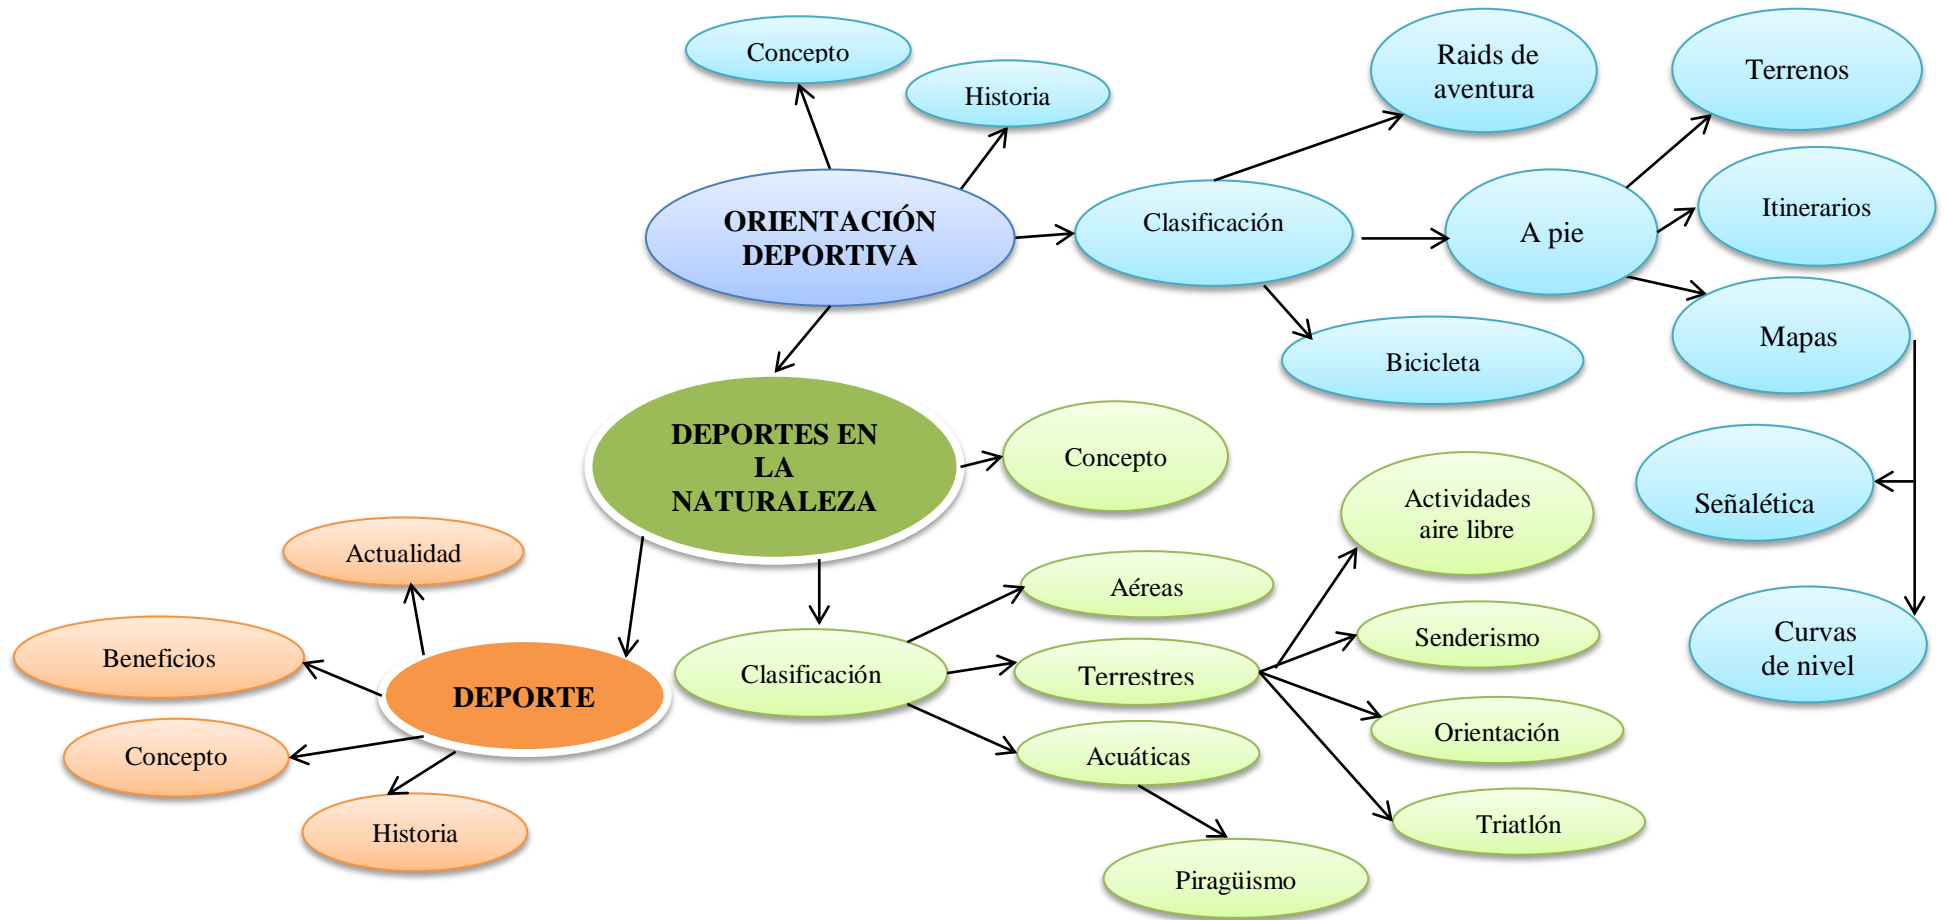 Concepto
Historia
Raids de
aventura
Terrenos
ORIENTACIÓN
DEPORTIVA
Clasificación
A pie
Itinerarios
Bicicleta
Mapas
DEPORTES EN
LA
NATURALEZA
Concepto
Actividades
aire libre
Señalética
Actualidad
Aéreas
Senderismo
Curvas
de nivel
Beneficios
DEPORTE
Clasificación
Terrestres
Orientación
Concepto
Acuáticas
Historia
Triatlón
Piragüismo